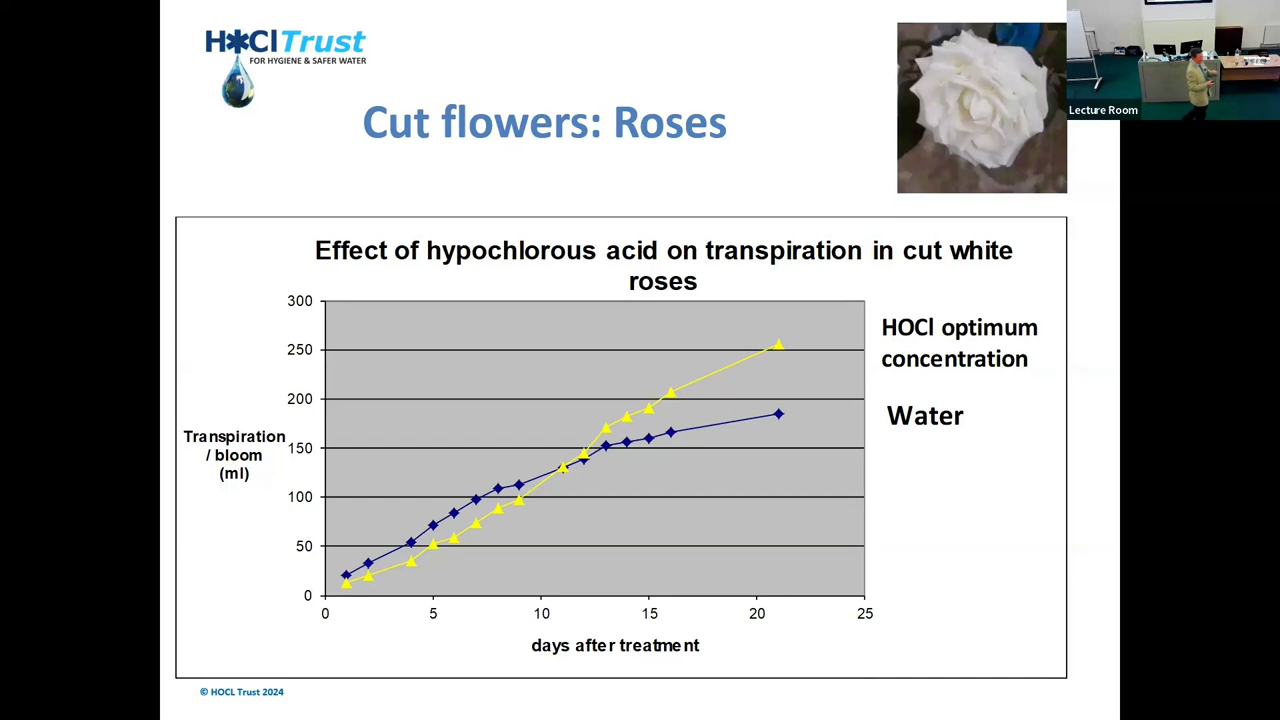 H*Cl Trust
FOR HYGIENE & SAFER WATER
Cut flowers: Roses
Lecture Room
Effect of hypochlorous acid on transpiration in cut white
roses
300
250
200
150
100
50
0
Transpiration
/ bloom
(ml)
0 5 10 15 20 25
days after treatment
HOCl optimum
concentration
Water
© HOCL Trust 2024